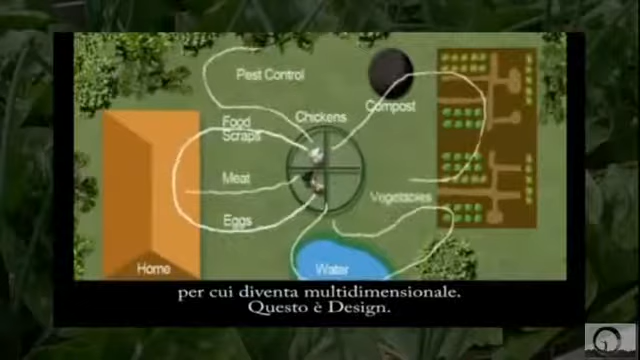 Pest Control
Compost
Chickens
Food
Scraps
Meat
Vegetables
Eggs
Home
Water
per cui diventa multidimensionale.
Questo è Design.